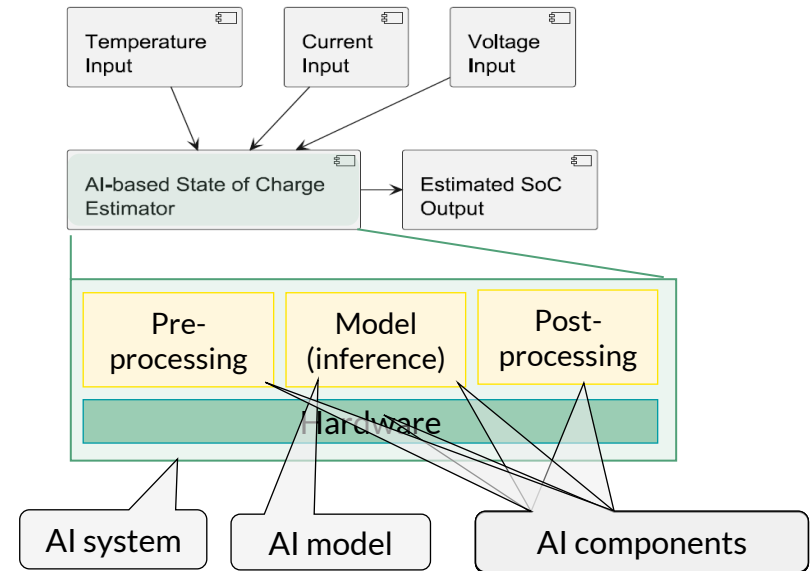 Temperature
Input
Current
Input
Voltage
Input
AI-based State of Charge
Estimator
Estimated SoC
Output
Pre-
processing
Model
(inference)
Post-
processing
Hardware
AI system
AI model
AI components